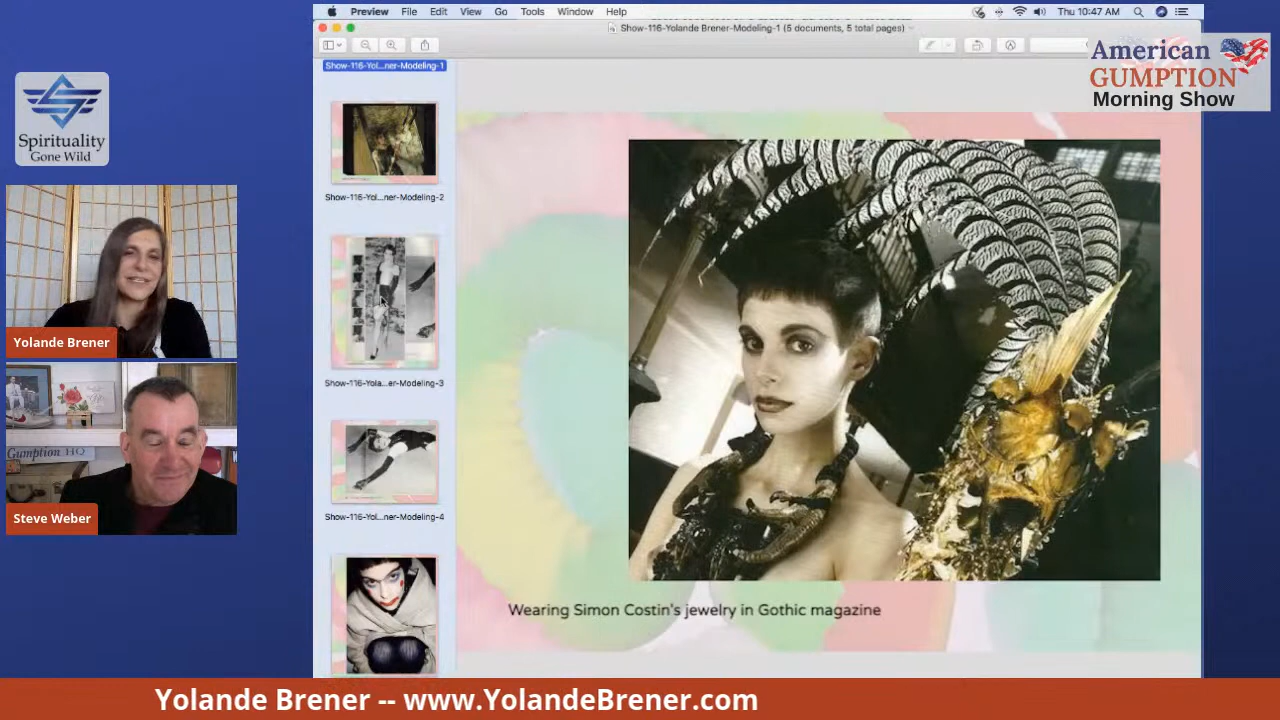 Preview File Edit View Go Tools Window Help
Thu 10:47 AM
Show-116-Yolande Brener-Modeling-1 (5 documents, 5 total pages)
American
GUMPTION
Morning Show
Spirituality
Gone Wild
Show-116-Yol...ner-Modeling-1
Show-116-Yol...ner-Modeling-2
Show-116-Yola...er-Modeling-3
Show-116-Yol...ner-Modeling-4
Yolande Brener
Gumption HQ
Steve Weber
Wearing Simon Costin's jewelry in Gothic magazine
Yolande Brener -- www.YolandeBrener.com